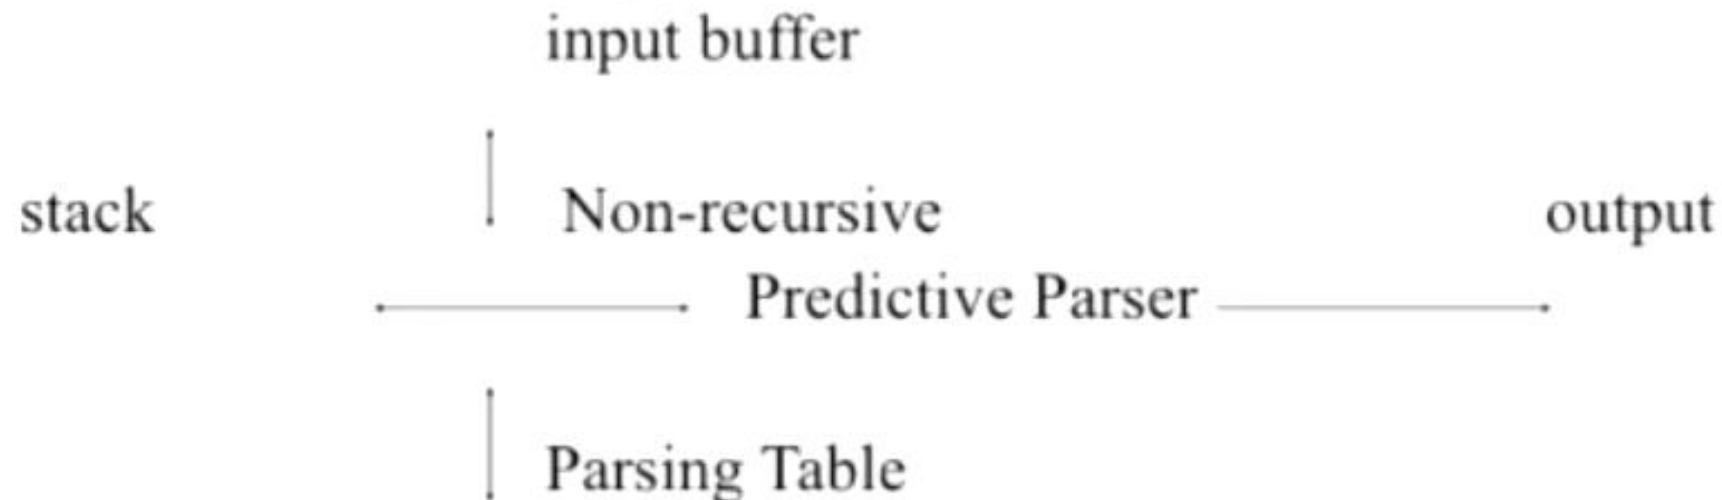 input buffer
stack Non-recursive output
Predictive Parser
Parsing Table